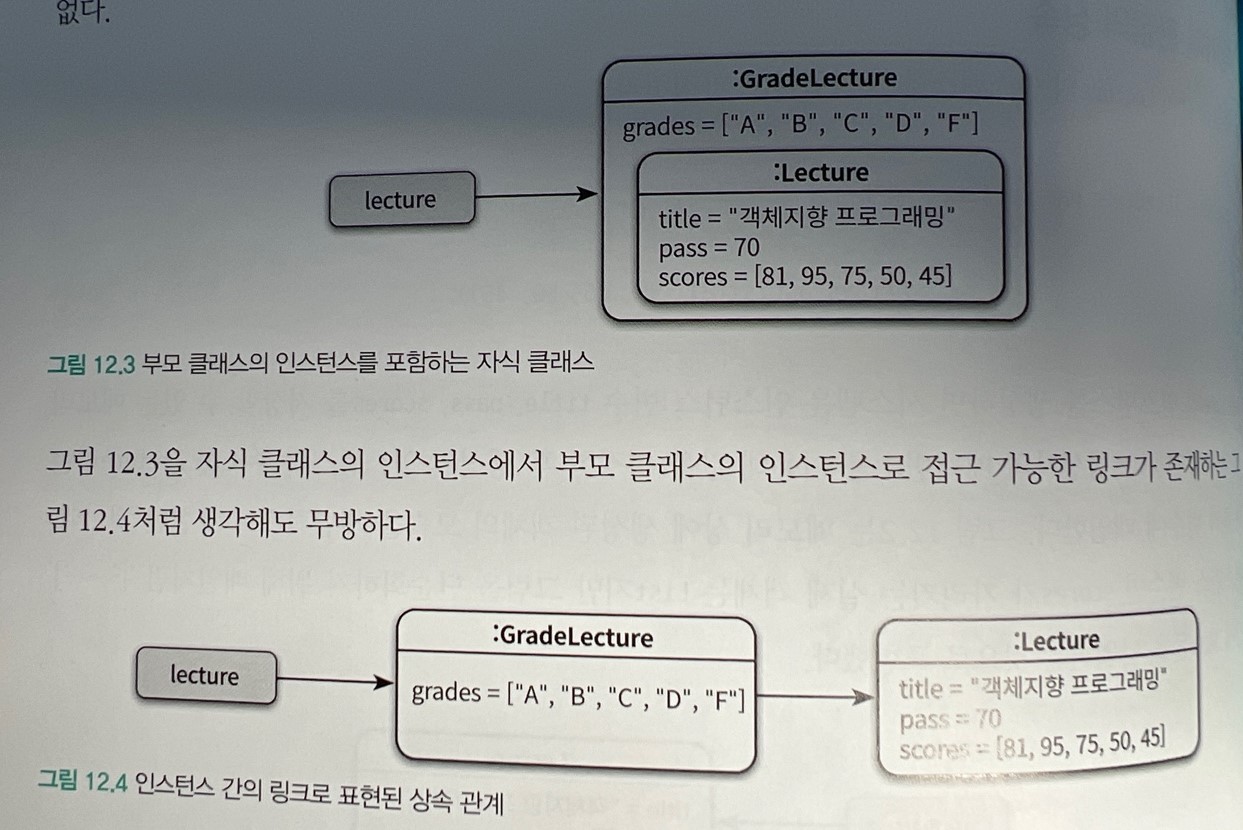 없다.
:GradeLecture
grades = ["A", "B", "C", "D", "F"]
:Lecture
lecture
title = "객체지향 프로그래밍"
pass = 70
scores = [81, 95, 75, 50, 45]
그림 12.3 부모 클래스의 인스턴스를 포함하는 자식 클래스
그림 12.3을 자식 클래스의 인스턴스에서 부모 클래스의 인스턴스로 접근 가능한 링크가 존재하는 그
림 12.4처럼 생각해도 무방하다.
:GradeLecture
:Lecture
lecture
grades = ["A", "B", "C", "D", "F"]
title = "객체지향 프로그래밍"
pass = 70
scores = [81, 95, 75, 50, 45]
그림 12.4 인스턴스 간의 링크로 표현된 상속 관계